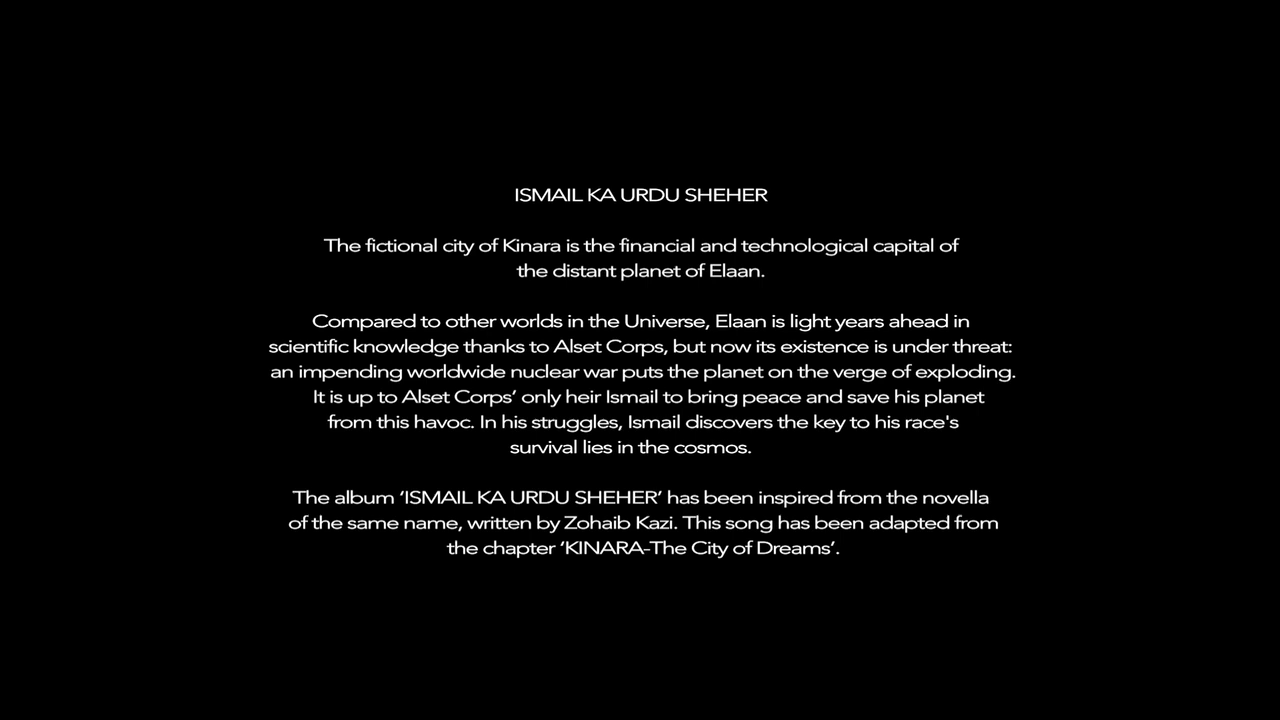 ISMAIL KA URDU SHEHER
The fictional city of Kinara is the financial and technological capital of
the distant planet of Elaan.
Compared to other worlds in the Universe, Elaan is light years ahead in
scientific knowledge thanks to Alset Corps, but now its existence is under threat:
an impending worldwide nuclear war puts the planet on the verge of exploding.
It is up to Alset Corps’ only heir Ismail to bring peace and save his planet
from this havoc. In his struggles, Ismail discovers the key to his race's
survival lies in the cosmos.
The album ‘ISMAIL KA URDU SHEHER’ has been inspired from the novella
of the same name, written by Zohaib Kazi. This song has been adapted from
the chapter ‘KINARA-The City of Dreams’.